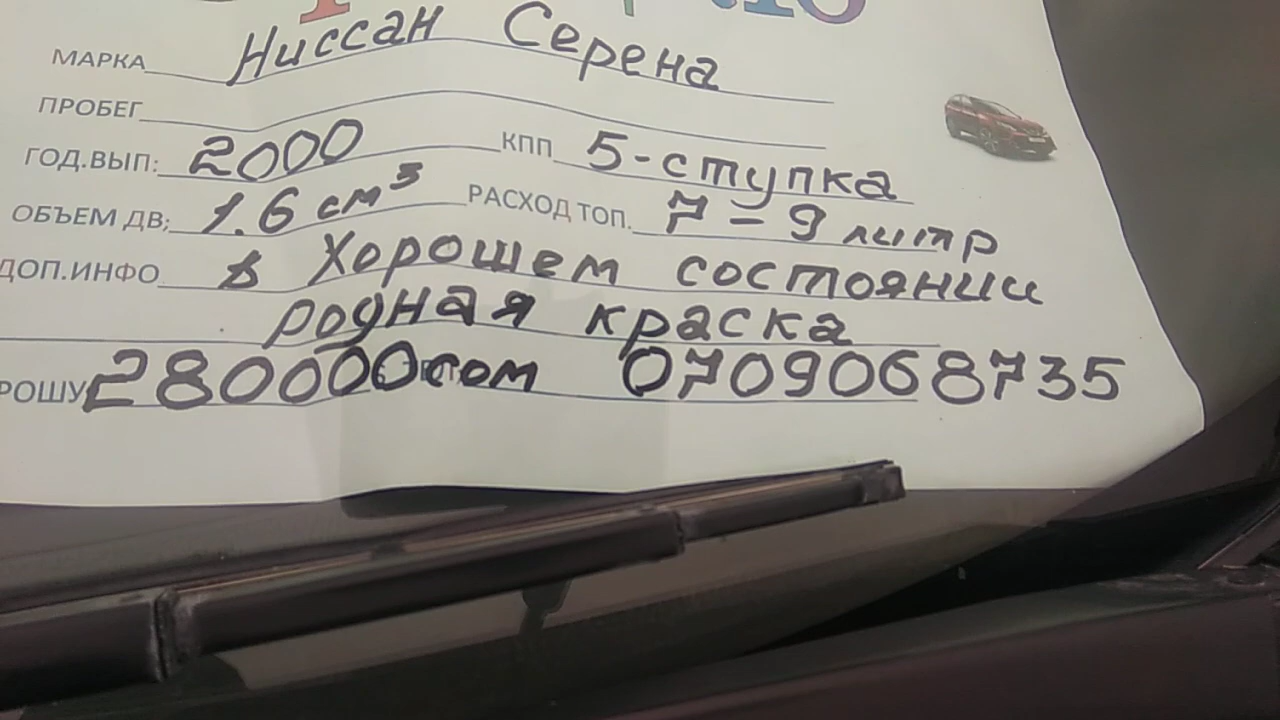 МАРКА Ниссан Серена
ПРОБЕГ
ГОД.ВЫП: 2000 КПП 5-ступка
ОБЪЕМ ДВ; 1.6 см³ РАСХОД ТОП. 7-9 литр
ДОП.ИНФО в Хорошем состоянии
родная краска
РОШУ 280000 сом 0709068735